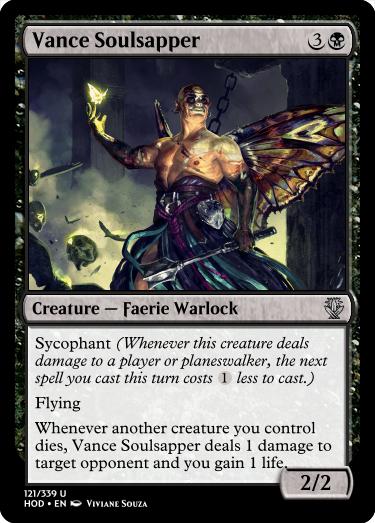 Vance Soulsapper 3
Creature — Faerie Warlock
Sycophant (Whenever this creature deals
damage to a player or planeswalker, the next
spell you cast this turn costs 1 less to cast.)
Flying
Whenever another creature you control
dies, Vance Soulsapper deals 1 damage to
target opponent and you gain 1 life.
2/2
121/339 U
HOD • EN Viviane Souza